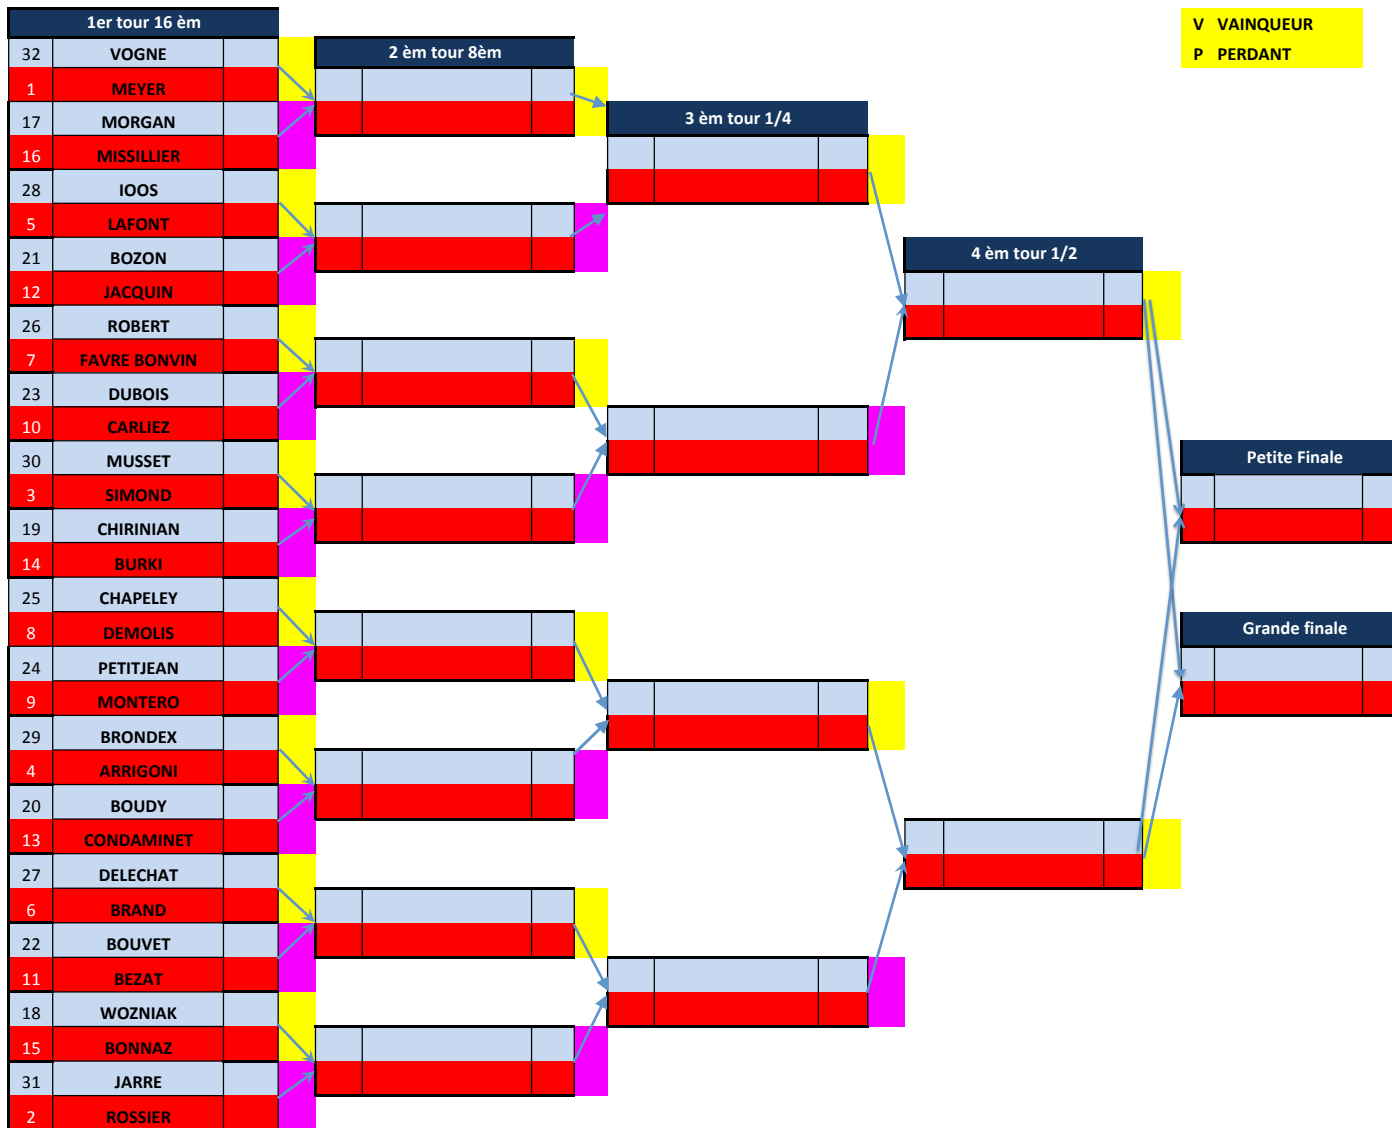 1er tour 16 èm
V VAINQUEUR
P PERDANT
32 VOGNE
2 èm tour 8èm
1 MEYER
17 MORGAN
3 èm tour 1/4
16 MISSILLIER
28 IOOS
5 LAFONT
21 BOZON
4 èm tour 1/2
12 JACQUIN
26 ROBERT
7 FAVRE BONVIN
23 DUBOIS
10 CARLIEZ
30 MUSSET
Petite Finale
3 SIMOND
19 CHIRINIAN
14 BURKI
25 CHAPELEY
8 DEMOLIS
Grande finale
24 PETITJEAN
9 MONTERO
29 BRONDEX
4 ARRIGONI
20 BOUDY
13 CONDAMINET
27 DELECHAT
6 BRAND
22 BOUVET
11 BEZAT
18 WOZNIAK
15 BONNAZ
31 JARRE
2 ROSSIER